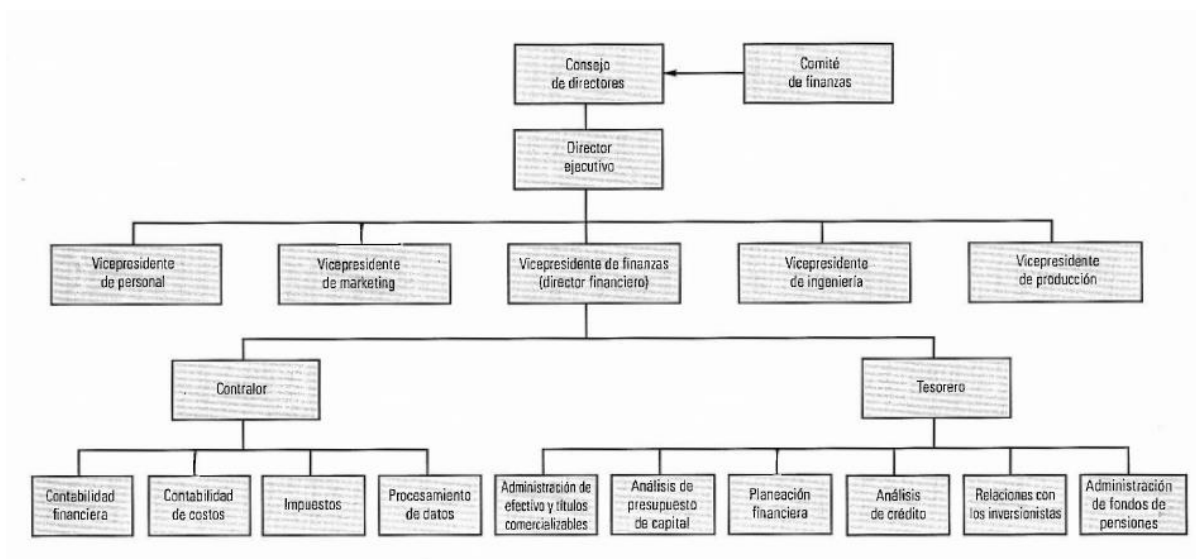 Consejo
de directores
Comité
de finanzas
Director
ejecutivo
Vicepresidente
de personal
Vicepresidente
de marketing
Vicepresidente de finanzas
(director financiero)
Vicepresidente
de ingeniería
Vicepresidente
de producción
Contralor
Tesorero
Contabilidad
financiera
Contabilidad
de costos
Impuestos
Procesamiento
de datos
Administración de
efectivo y títulos
comercializables
Análisis de
presupuesto
de capital
Planeación
financiera
Análisis
de crédito
Relaciones con
los inversionistas
Administración
de fondos de
pensiones